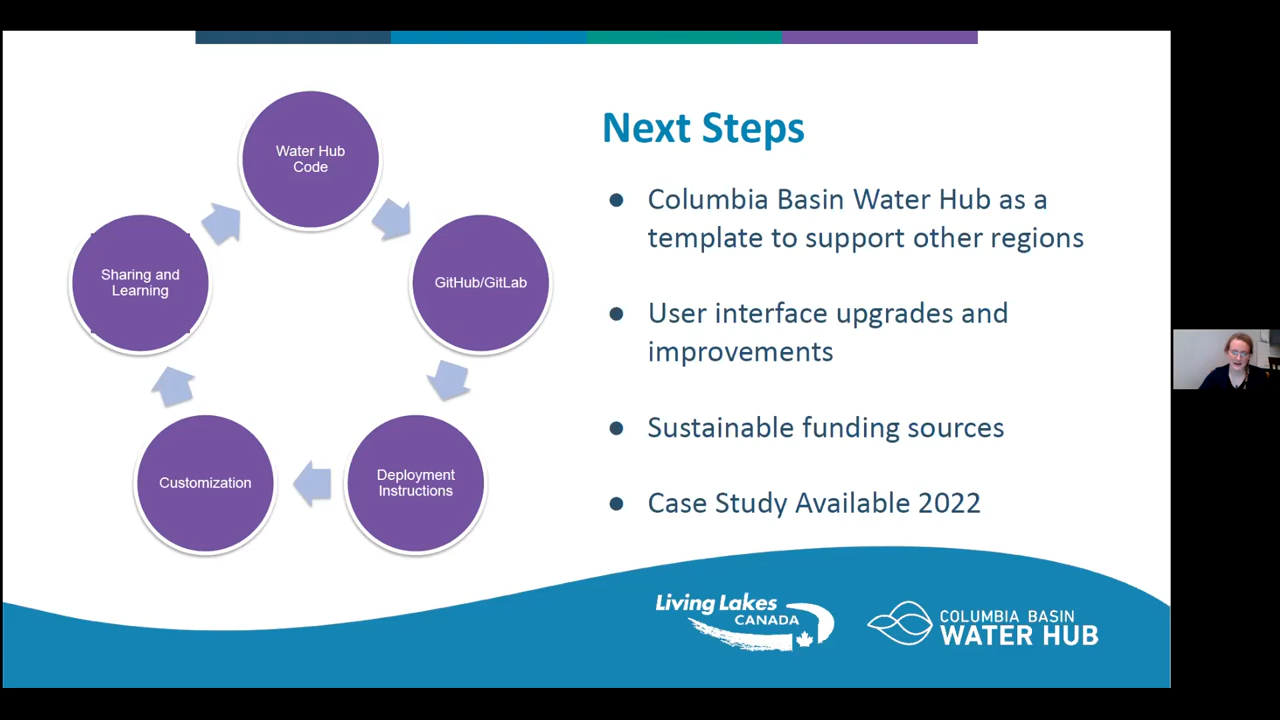 Water Hub
Code
GitHub/GitLab
Deployment
Instructions
Customization
Sharing and
Learning
Next Steps
● Columbia Basin Water Hub as a
template to support other regions
● User interface upgrades and
improvements
● Sustainable funding sources
● Case Study Available 2022
Living Lakes
CANADA
COLUMBIA BASIN
WATER HUB